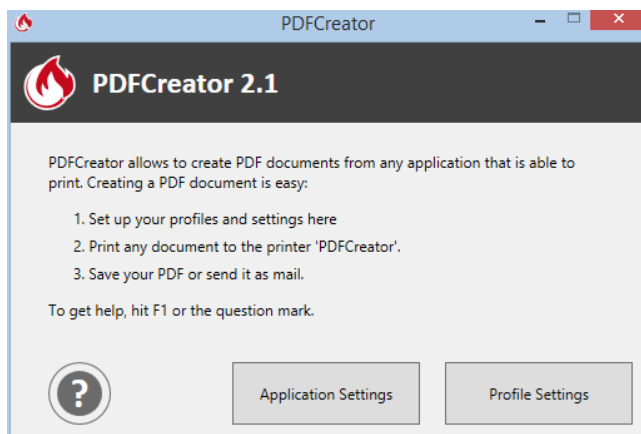 PDFCreator
PDFCreator 2.1
PDFCreator allows to create PDF documents from any application that is able to
print. Creating a PDF document is easy:
1. Set up your profiles and settings here
2. Print any document to the printer 'PDFCreator'.
3. Save your PDF or send it as mail.
To get help, hit F1 or the question mark.
? Application Settings Profile Settings